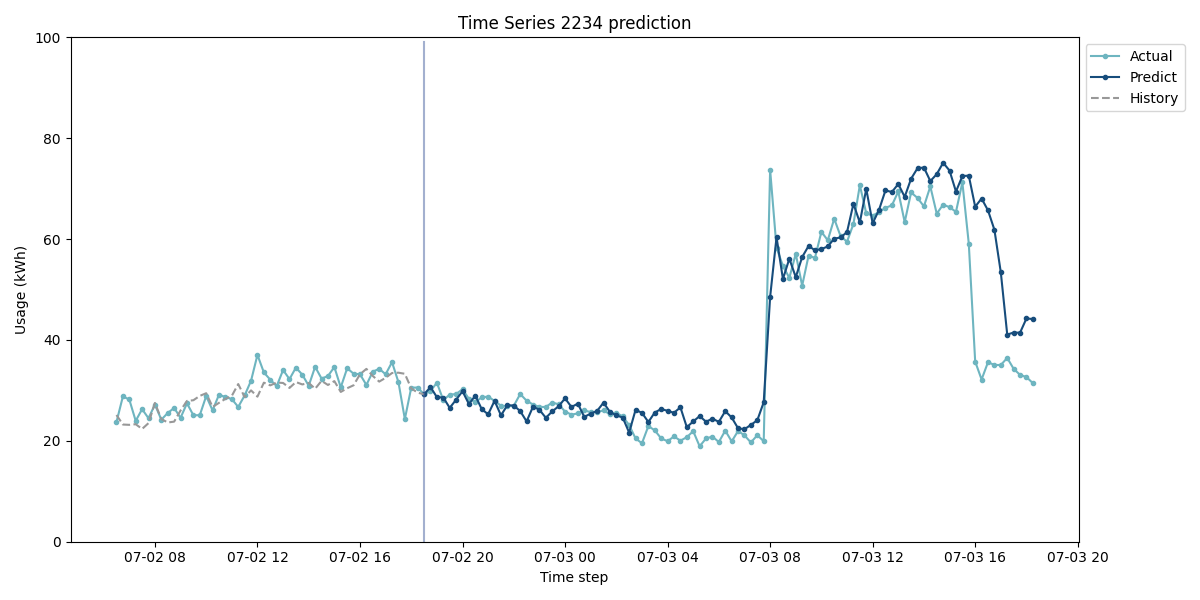 Time Series 2234 prediction
100
80
60
40
20
0
Usage (kWh)
07-02 08
07-02 12
07-02 16
07-02 20
07-03 00
07-03 04
07-03 08
07-03 12
07-03 16
07-03 20
Time step
Actual
Predict
History